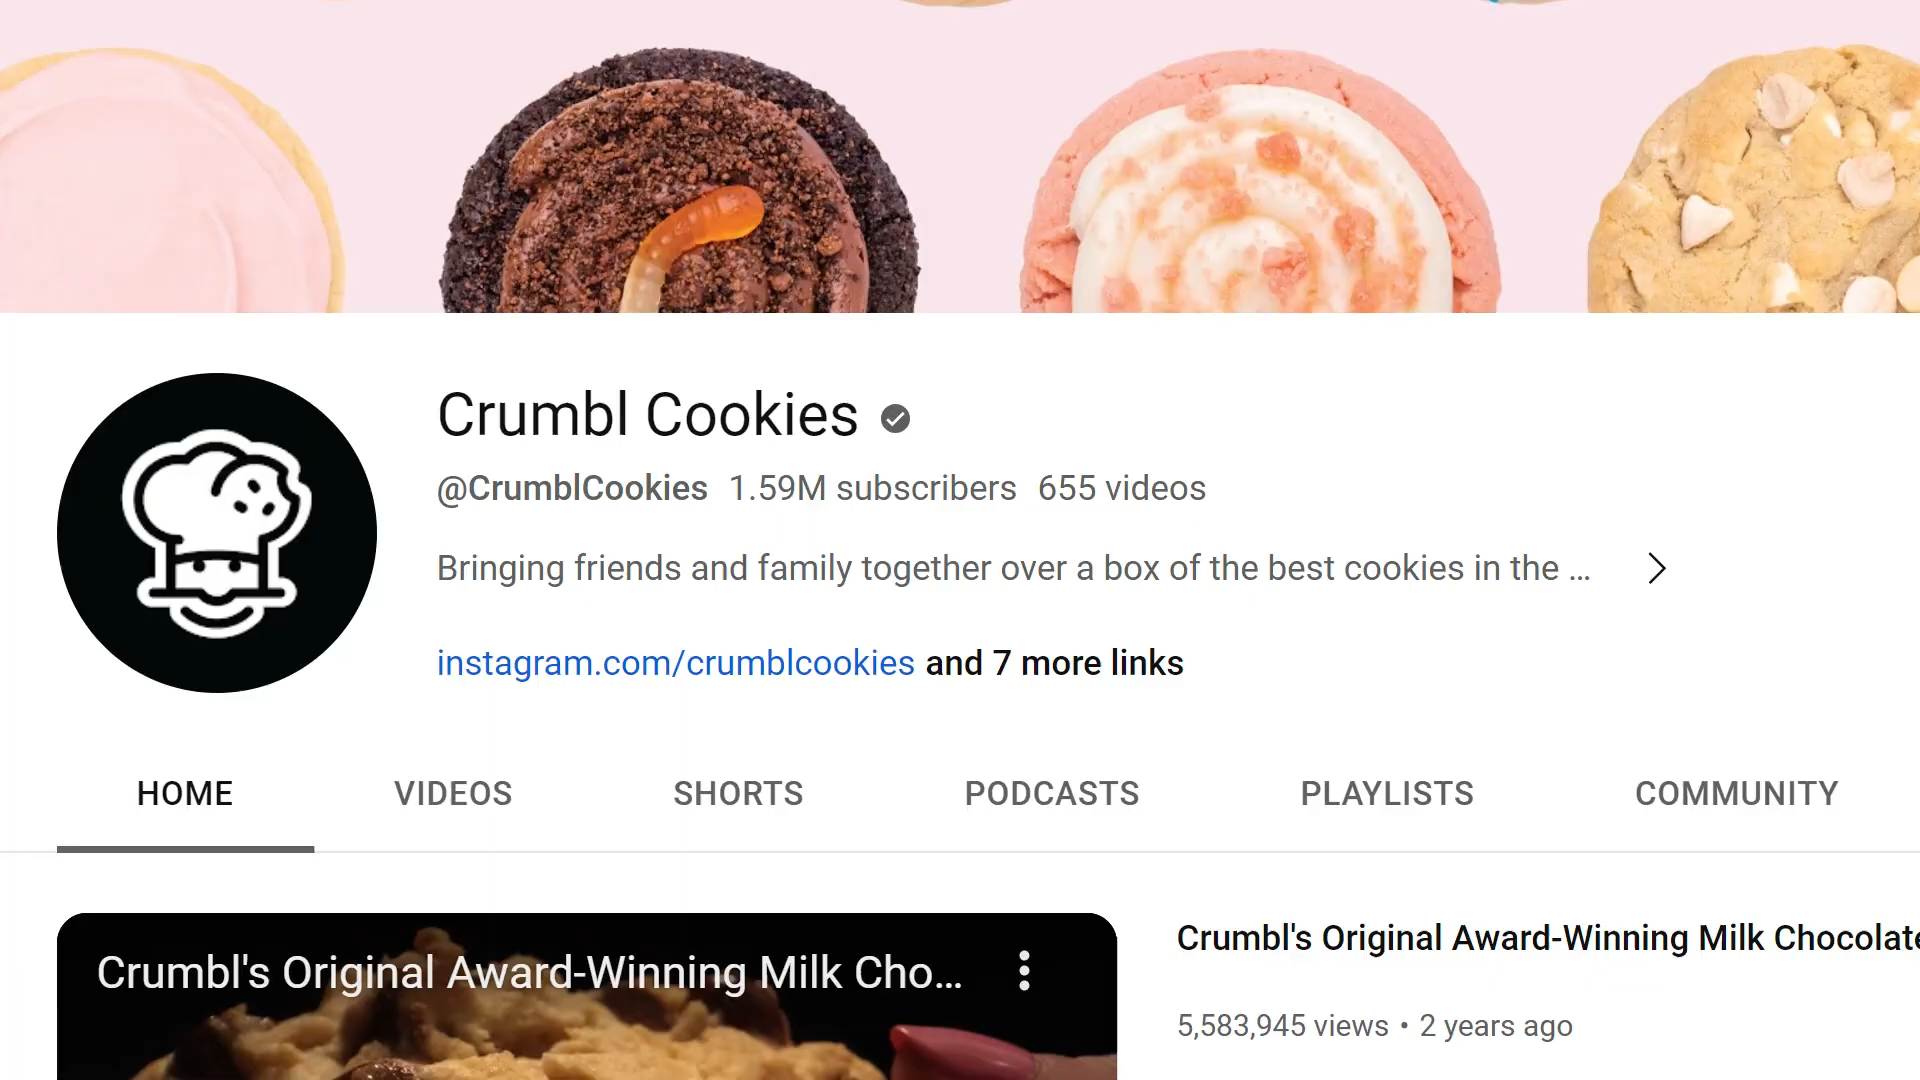 Crumbl Cookies
@CrumblCookies 1.59M subscribers 655 videos
Bringing friends and family together over a box of the best cookies in the ...
instagram.com/crumblcookies and 7 more links
HOME VIDEOS SHORTS PODCASTS PLAYLISTS COMMUNITY
Crumbl's Original Award-Winning Milk Cho...
Crumbl's Original Award-Winning Milk Chocolate
5,583,945 views • 2 years ago